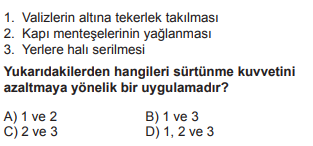 1. Valizlerin altına tekerlek takılması
2. Kapı menteşelerinin yağlanması
3. Yerlere halı serilmesi
Yukarıdakilerden hangileri sürtünme kuvvetini
azaltmaya yönelik bir uygulamadır?
A) 1 ve 2 B) 1 ve 3
C) 2 ve 3 D) 1, 2 ve 3